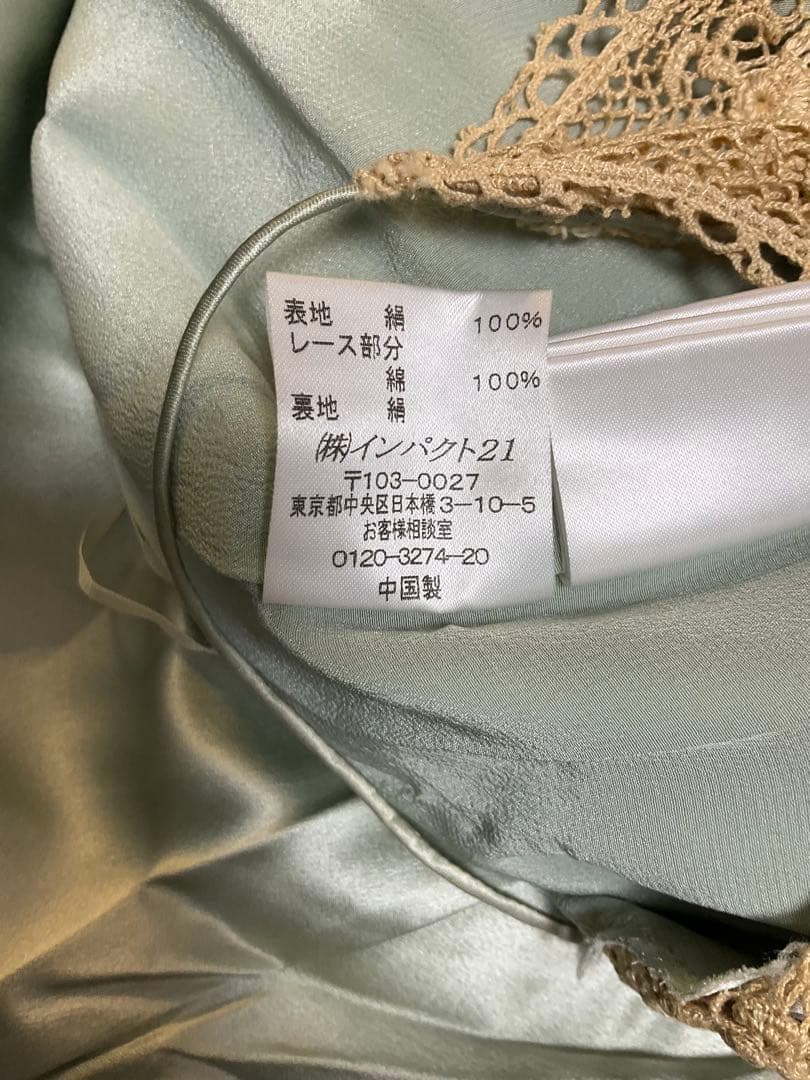 表地 絹 100%
レース部分
綿 100%
裏地 絹
(株)インパクト21
〒103-0027
東京都中央区日本橋3-10-5
お客様相談室
0120-3274-20
中国製